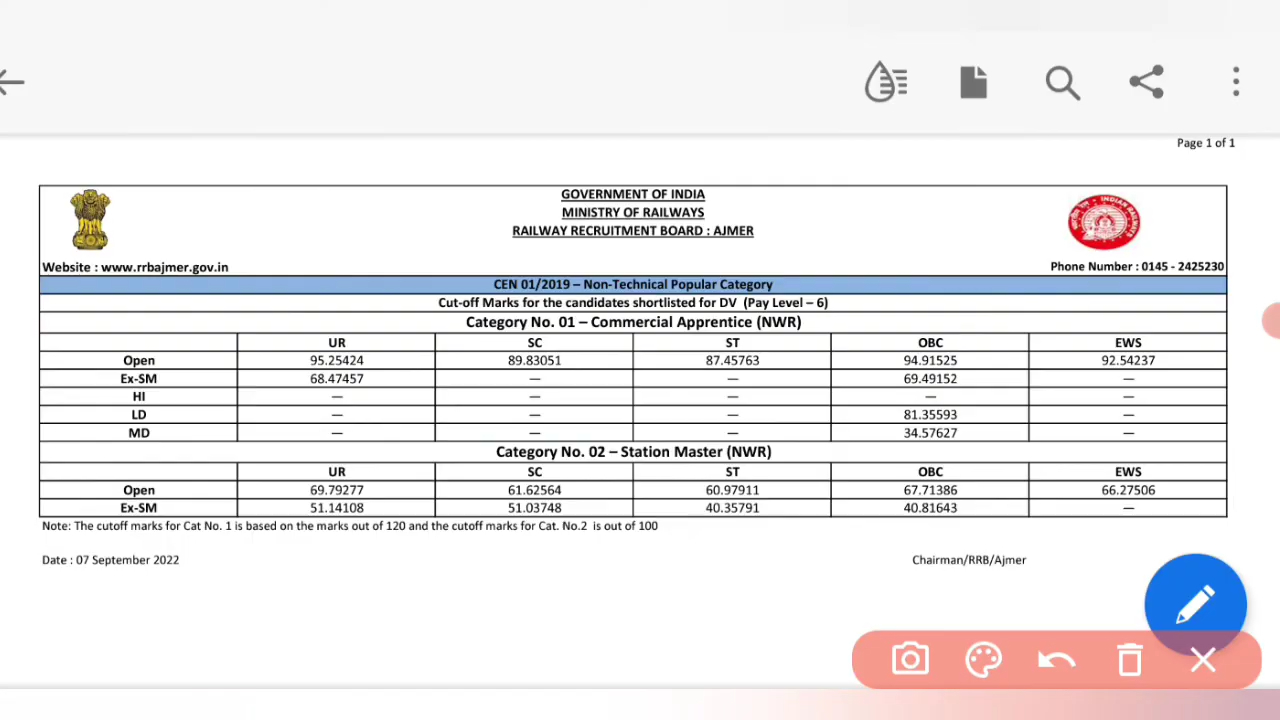 Page 1 of 1
GOVERNMENT OF INDIA
MINISTRY OF RAILWAYS
RAILWAY RECRUITMENT BOARD : AJMER
Website : www.rrbajmer.gov.in Phone Number : 0145 - 2425230
CEN 01/2019 – Non-Technical Popular Category
Cut-off Marks for the candidates shortlisted for DV (Pay Level – 6)
Category No. 01 – Commercial Apprentice (NWR)
UR SC ST OBC EWS
Open 95.25424 89.83051 87.45763 94.91525 92.54237
Ex-SM 68.47457 — — 69.49152 —
HI — — — — —
LD — — — 81.35593 —
MD — — — 34.57627 —
Category No. 02 – Station Master (NWR)
UR SC ST OBC EWS
Open 69.79277 61.62564 60.97911 67.71386 66.27506
Ex-SM 51.14108 51.03748 40.35791 40.81643 —
Note: The cutoff marks for Cat No. 1 is based on the marks out of 120 and the cutoff marks for Cat. No.2 is out of 100
Date : 07 September 2022 Chairman/RRB/Ajmer